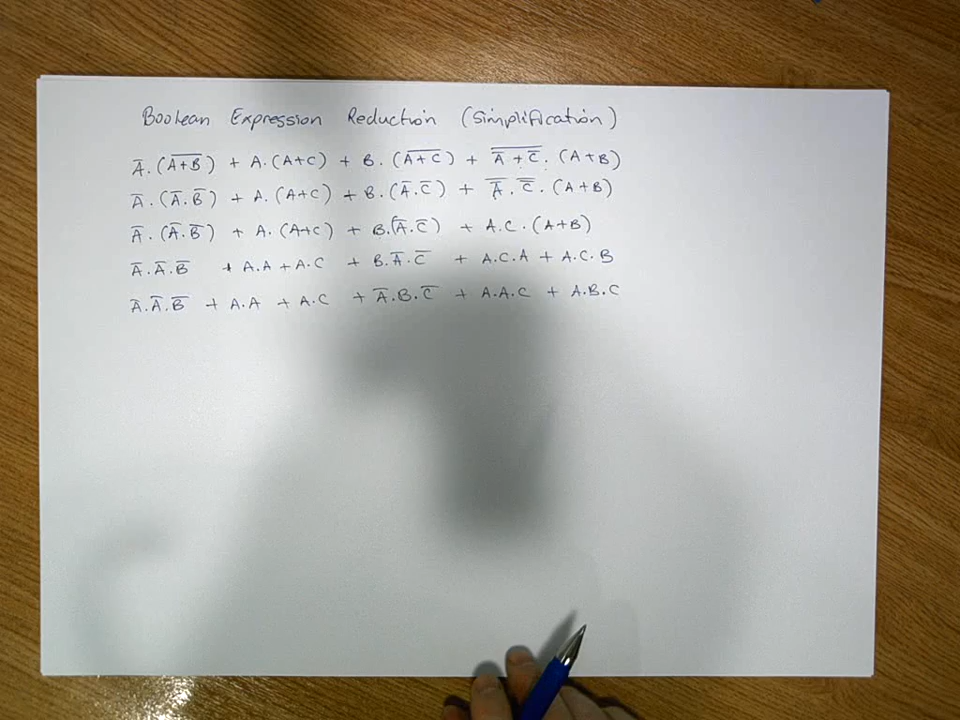 Boolean Expression Reduction (Simplification)
A̅.(A̅+̅B̅) + A.(A+C) + B.(A̅+̅C̅) + A̿ +̅ C̿.(A+B)
A̅.(A̅.B̅) + A.(A+C) + B.(A̅.C̅) + A̿.C̿.(A+B)
A̅.(A̅.B̅) + A.(A+C) + B.(A̅.C̅) + A.C.(A+B)
A̅.A̅.B̅ + A.A + A.C + B.A̅.C̅ + A.C.A + A.C.B
A̅.A̅.B̅ + A.A + A.C + A̅.B.C̅ + A.A.C + A.B.C